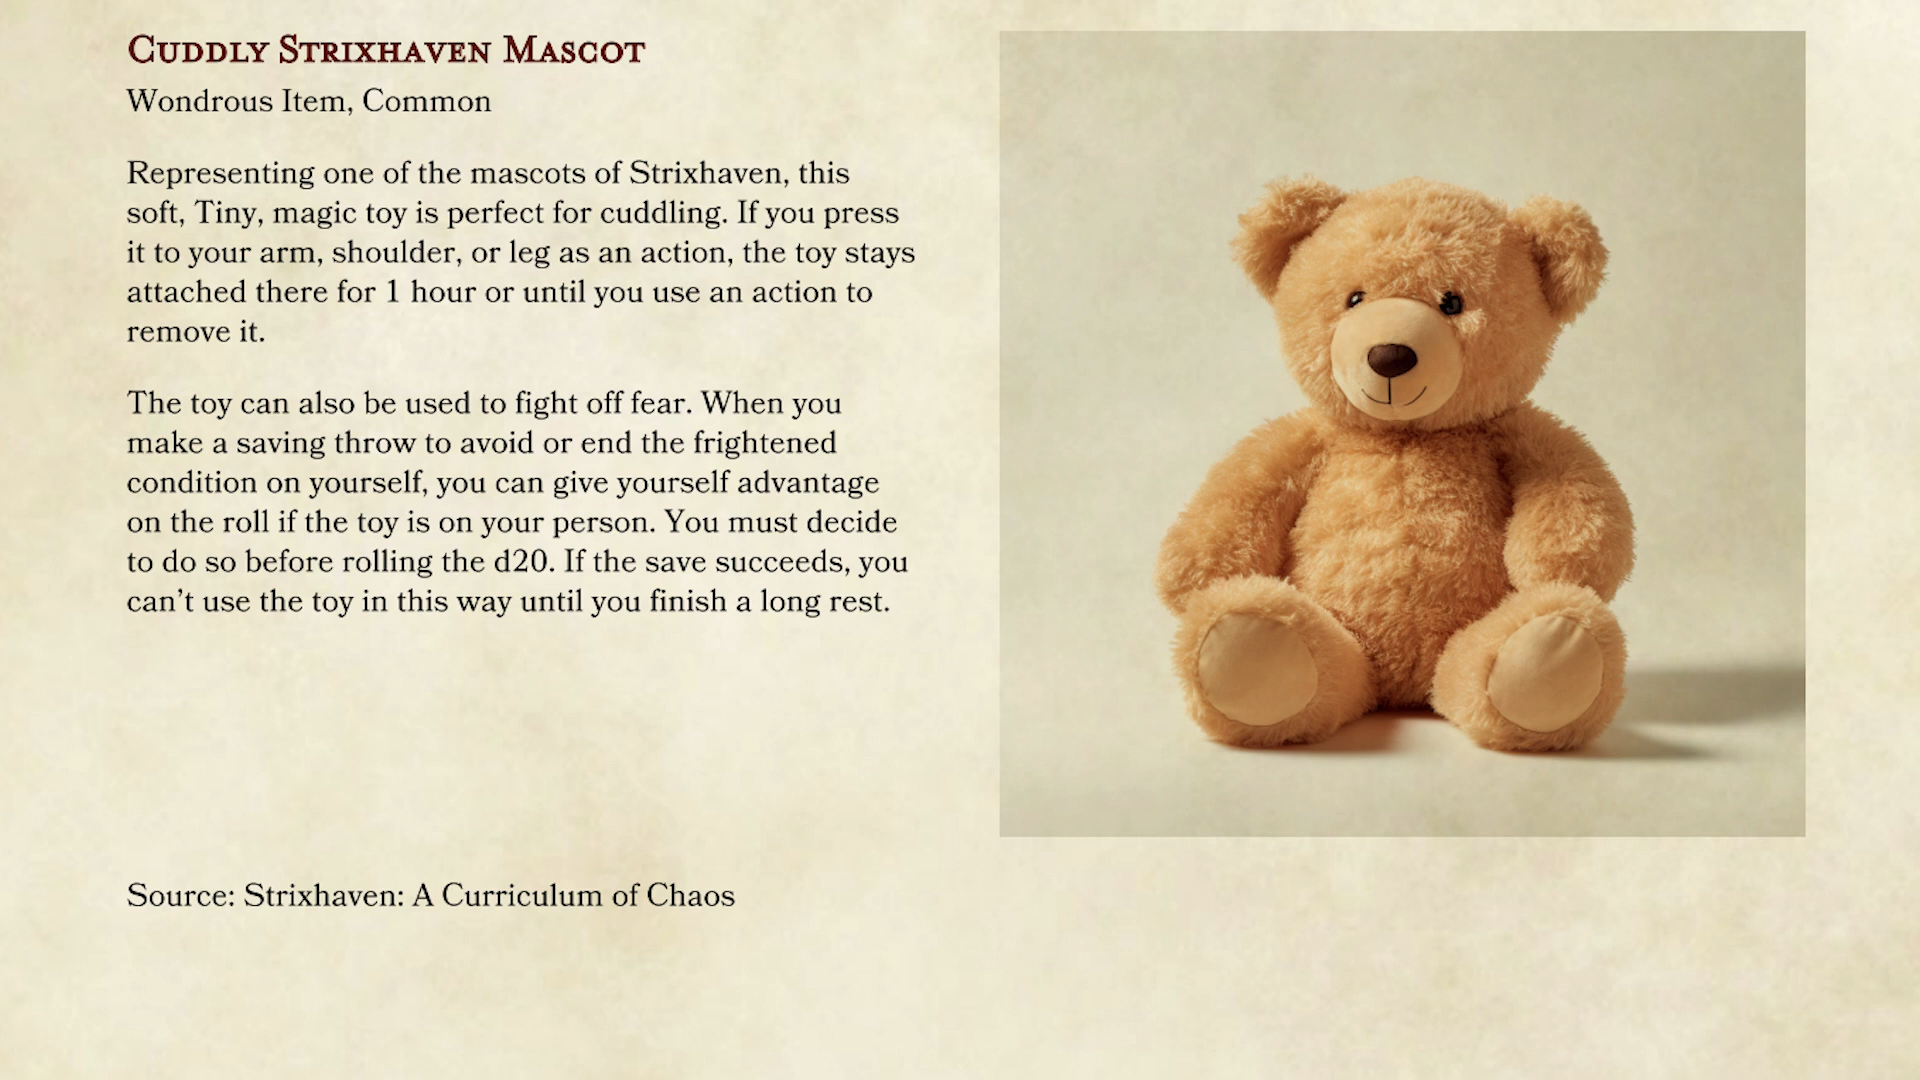 Cuddly Strixhaven Mascot
Wondrous Item, Common
Representing one of the mascots of Strixhaven, this
soft, Tiny, magic toy is perfect for cuddling. If you press
it to your arm, shoulder, or leg as an action, the toy stays
attached there for 1 hour or until you use an action to
remove it.
The toy can also be used to fight off fear. When you
make a saving throw to avoid or end the frightened
condition on yourself, you can give yourself advantage
on the roll if the toy is on your person. You must decide
to do so before rolling the d20. If the save succeeds, you
can’t use the toy in this way until you finish a long rest.
Source: Strixhaven: A Curriculum of Chaos